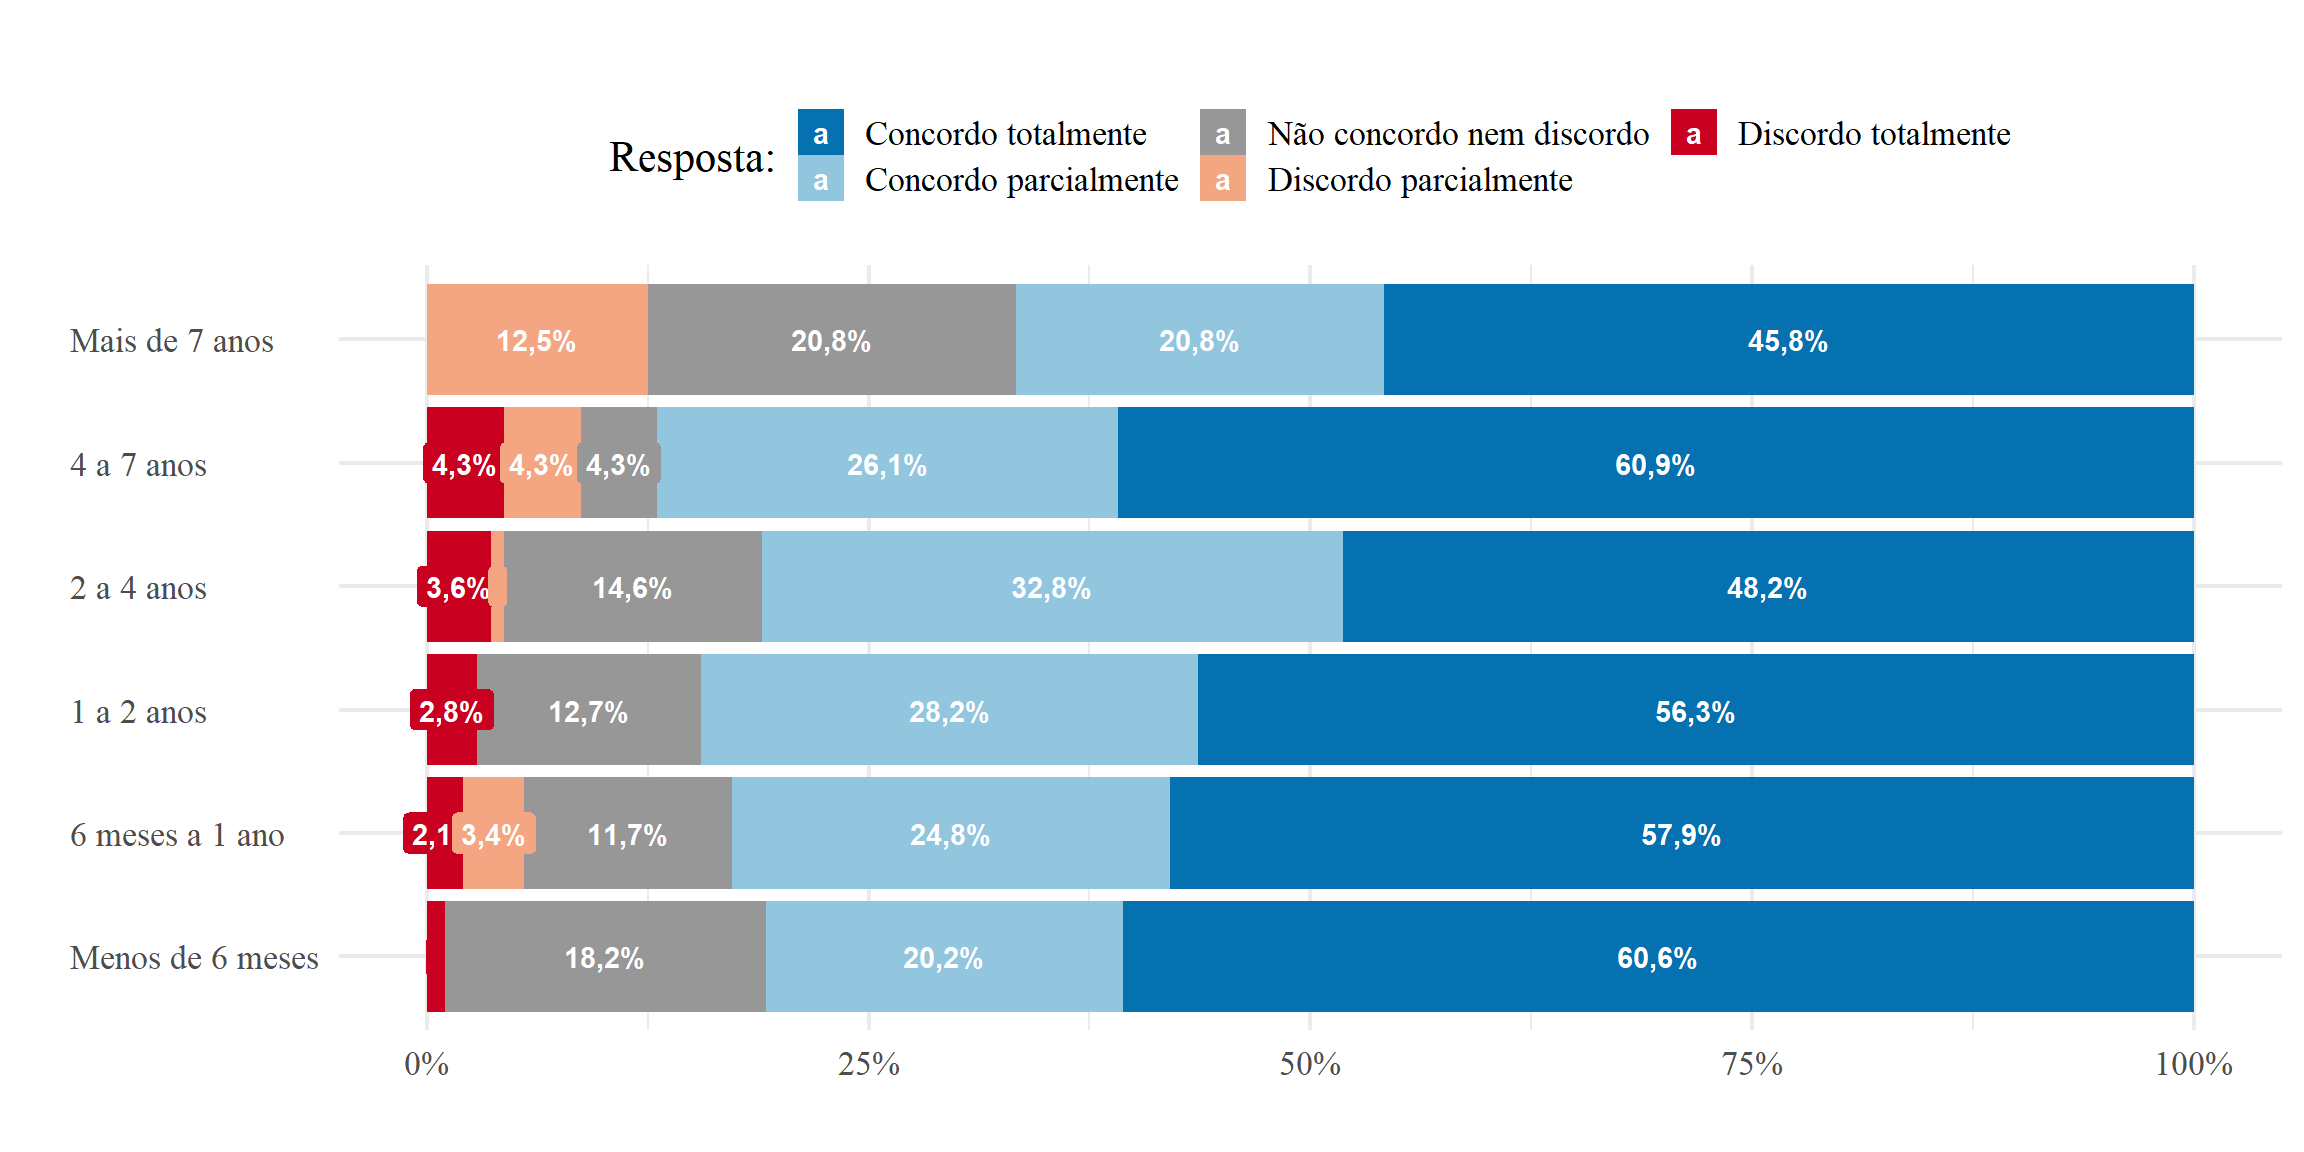 Resposta:
a Concordo totalmente
a Concordo parcialmente
a Não concordo nem discordo
a Discordo parcialmente
a Discordo totalmente
Mais de 7 anos
12,5% 20,8% 20,8% 45,8%
4 a 7 anos
4,3% 4,3% 4,3% 26,1% 60,9%
2 a 4 anos
3,6% 14,6% 32,8% 48,2%
1 a 2 anos
2,8% 12,7% 28,2% 56,3%
6 meses a 1 ano
2,1 3,4% 11,7% 24,8% 57,9%
Menos de 6 meses
18,2% 20,2% 60,6%
0% 25% 50% 75% 100%